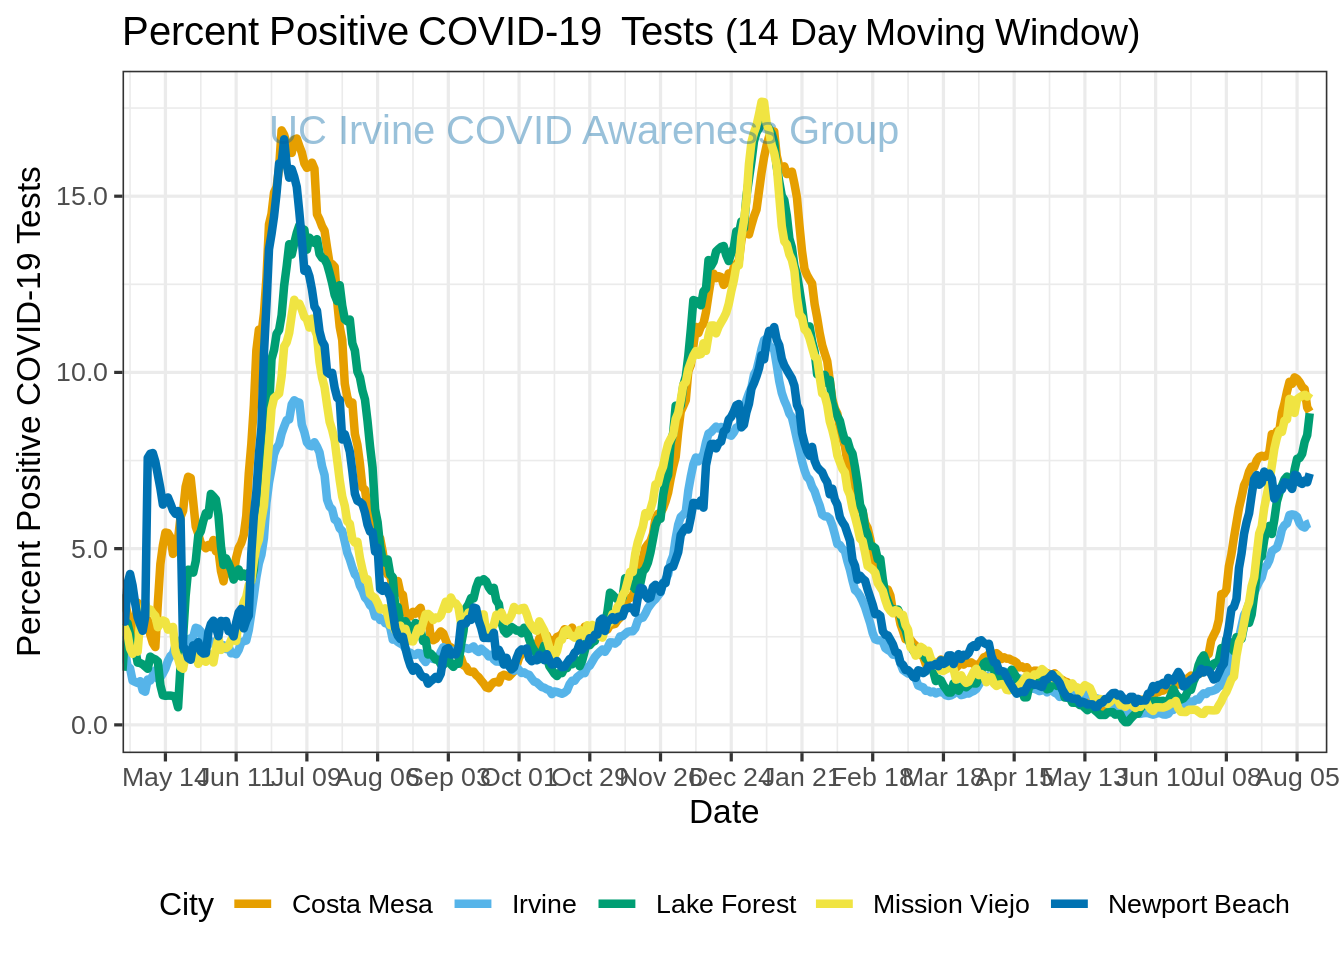 Percent Positive COVID-19  Tests (14 Day Moving Window)
UC Irvine COVID Awareness Group
Percent Positive COVID-19 Tests
15.0
10.0
5.0
0.0
May 14 Jun 11 Jul 09 Aug 06 Sep 03 Oct 01 Oct 29 Nov 26 Dec 24 Jan 21 Feb 18 Mar 18 Apr 15 May 13 Jun 10 Jul 08 Aug 05
Date
City Costa Mesa Irvine Lake Forest Mission Viejo Newport Beach